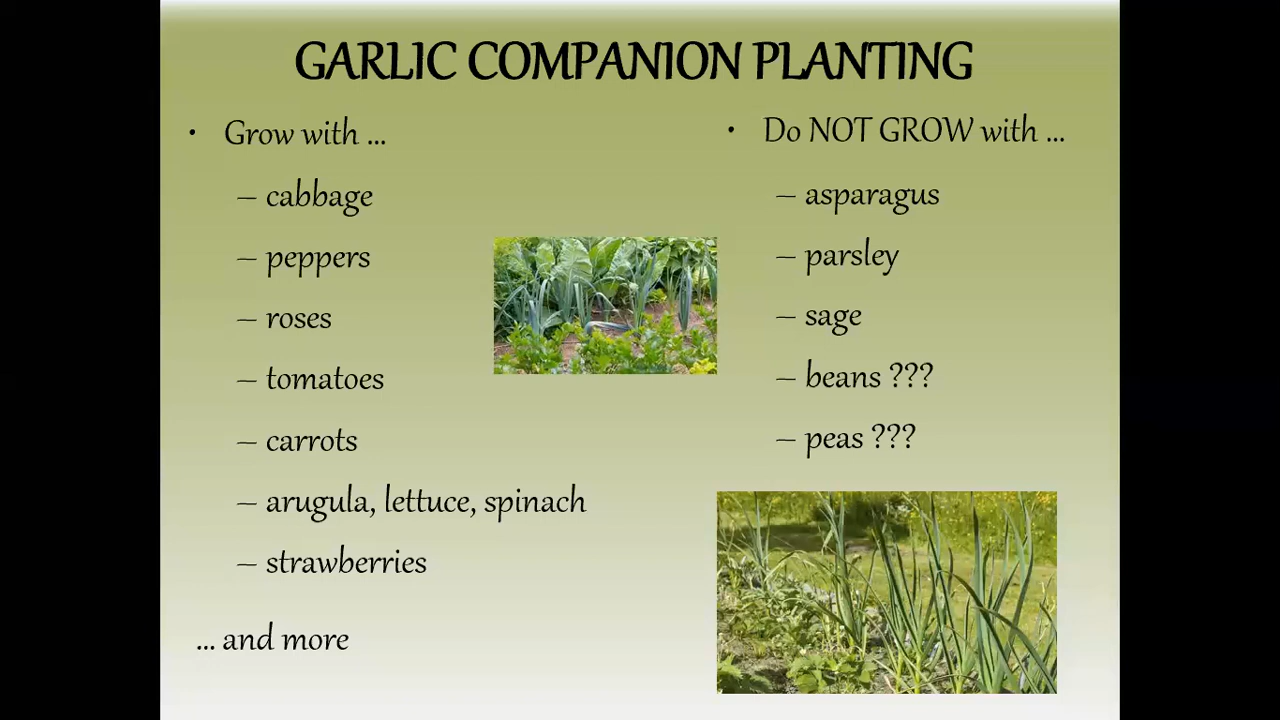 GARLIC COMPANION PLANTING
• Grow with ...
– cabbage
– peppers
– roses
– tomatoes
– carrots
– arugula, lettuce, spinach
– strawberries
... and more
• Do NOT GROW with ...
– asparagus
– parsley
– sage
– beans ???
– peas ???